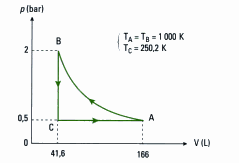 p (bar)
T_A = T_B = 1 000 K
T_C = 250,2 K
B
2
0,5
C
A
0
41,6
166
V (L)